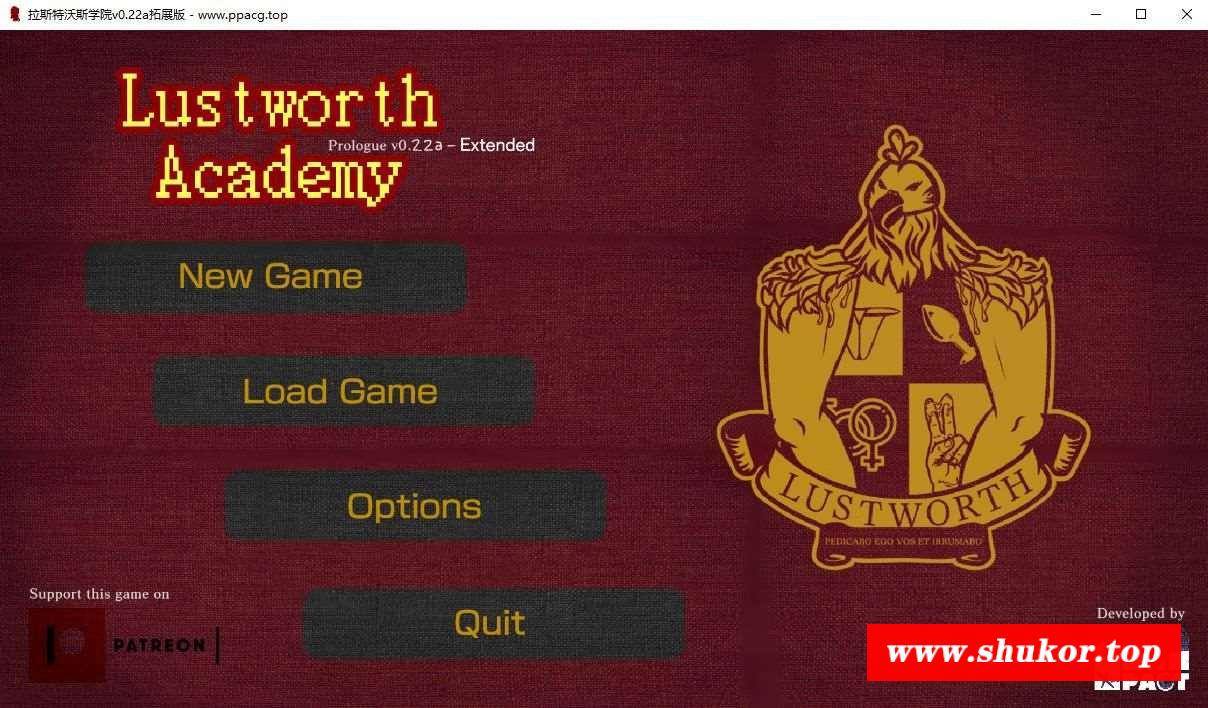 拉斯特沃斯学院v0.22a拓展版 - www.ppacg.top
Lustworth
Academy
Prologue v0.22a – Extended
New Game
Load Game
Options
Quit
LUSTWORTH
PEDICABO EGO VOS ET IRRUMABO
Support this game on
PATREON
Developed by
www.shukor.top